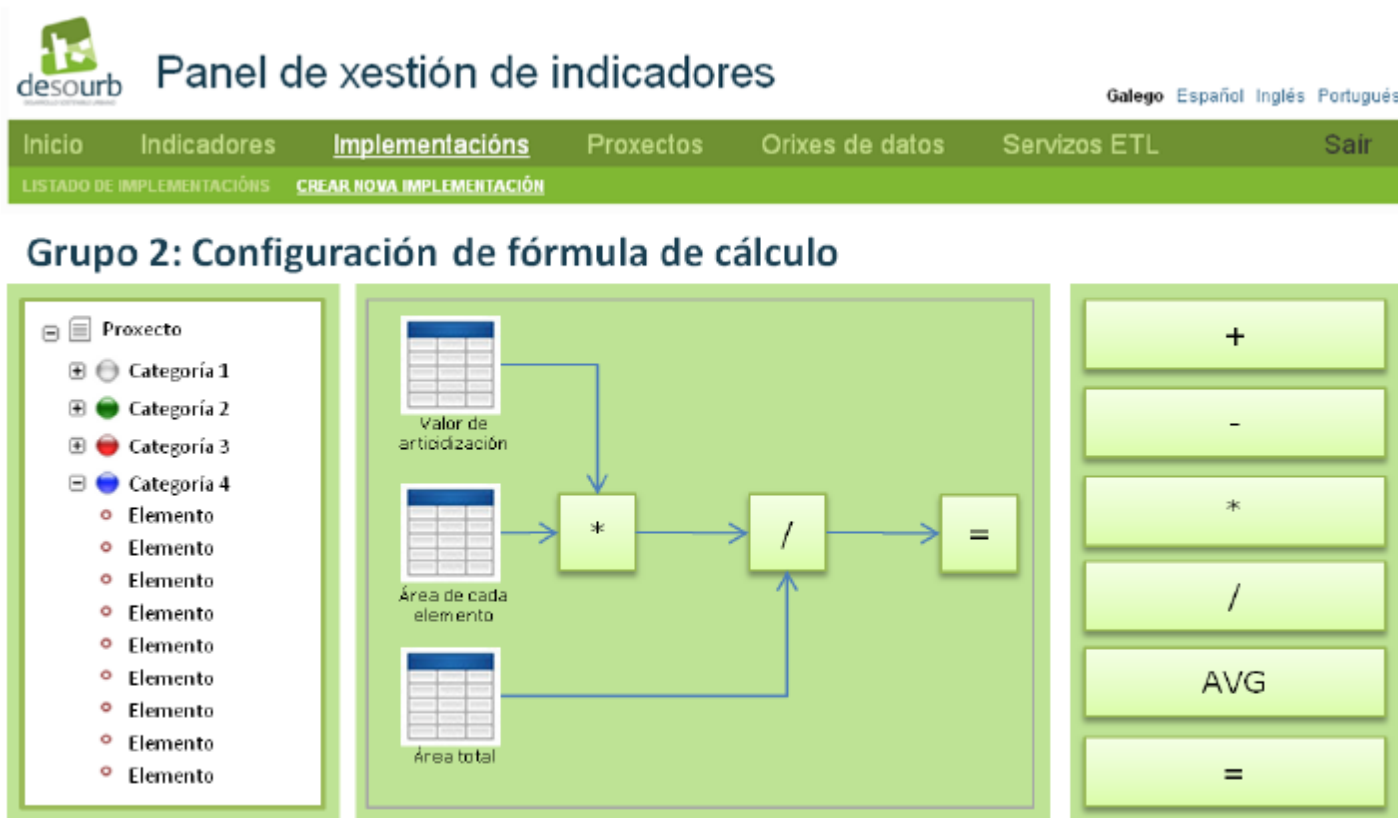 desourb
Panel de xestión de indicadores
Galego Español Inglés Portugués
Inicio Indicadores Implementacións Proxectos Orixes de datos Servizos ETL Saír
LISTADO DE IMPLEMENTACIÓNS CREAR NOVA IMPLEMENTACIÓN
Grupo 2: Configuración de fórmula de cálculo
Proxecto
Categoría 1
Categoría 2
Categoría 3
Categoría 4
Elemento
Elemento
Elemento
Elemento
Elemento
Elemento
Elemento
Elemento
Elemento
Valor de
articidización
Área de cada
elemento
Área total
*
/
=
+
-
*
/
AVG
=